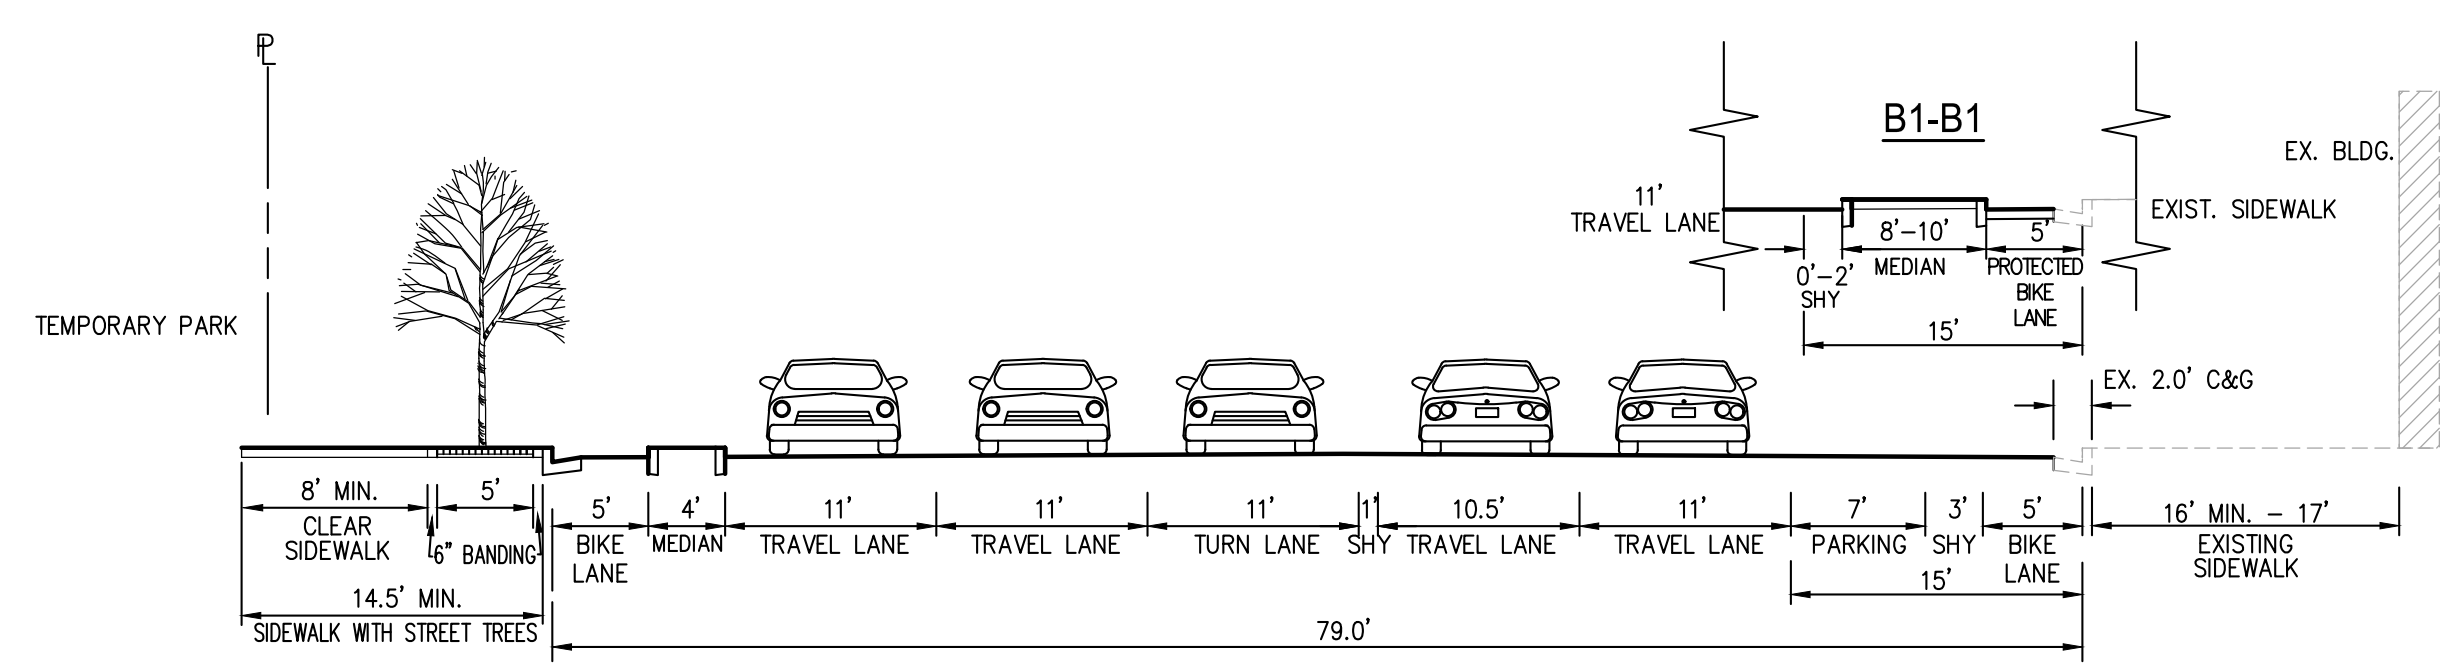 PL
B1-B1
EX. BLDG.
11'
TRAVEL LANE
EXIST. SIDEWALK
8'-10'
5'
0'-2'
SHY
MEDIAN
PROTECTED
BIKE
LANE
15'
TEMPORARY PARK
EX. 2.0' C&G
8' MIN.
CLEAR
SIDEWALK
5'
6" BANDING
14.5' MIN.
SIDEWALK WITH STREET TREES
5'
BIKE
LANE
4'
MEDIAN
11'
TRAVEL LANE
11'
TRAVEL LANE
11'
TURN LANE
1'
SHY
10.5'
TRAVEL LANE
11'
TRAVEL LANE
7'
PARKING
3'
SHY
5'
BIKE
LANE
15'
16' MIN. - 17'
EXISTING
SIDEWALK
79.0'